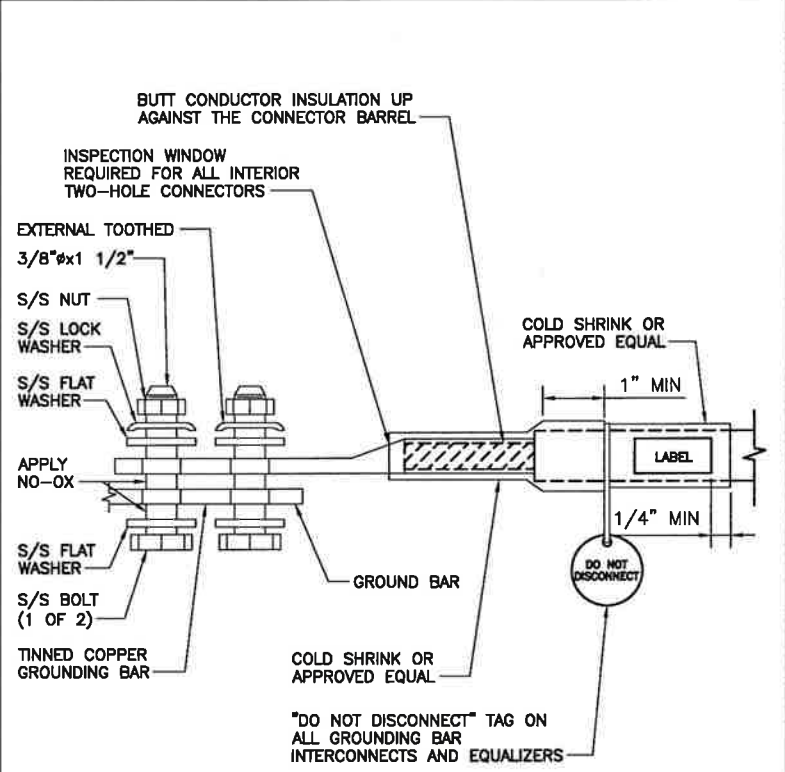 BUTT CONDUCTOR INSULATION UP
AGAINST THE CONNECTOR BARREL
INSPECTION WINDOW
REQUIRED FOR ALL INTERIOR
TWO-HOLE CONNECTORS
EXTERNAL TOOTHED
3/8"øx1 1/2"
S/S NUT
S/S LOCK
WASHER
S/S FLAT
WASHER
APPLY
NO-OX
S/S FLAT
WASHER
S/S BOLT
(1 OF 2)
TINNED COPPER
GROUNDING BAR
COLD SHRINK OR
APPROVED EQUAL
1" MIN
LABEL
1/4" MIN
DO NOT
DISCONNECT
GROUND BAR
COLD SHRINK OR
APPROVED EQUAL
"DO NOT DISCONNECT" TAG ON
ALL GROUNDING BAR
INTERCONNECTS AND EQUALIZERS